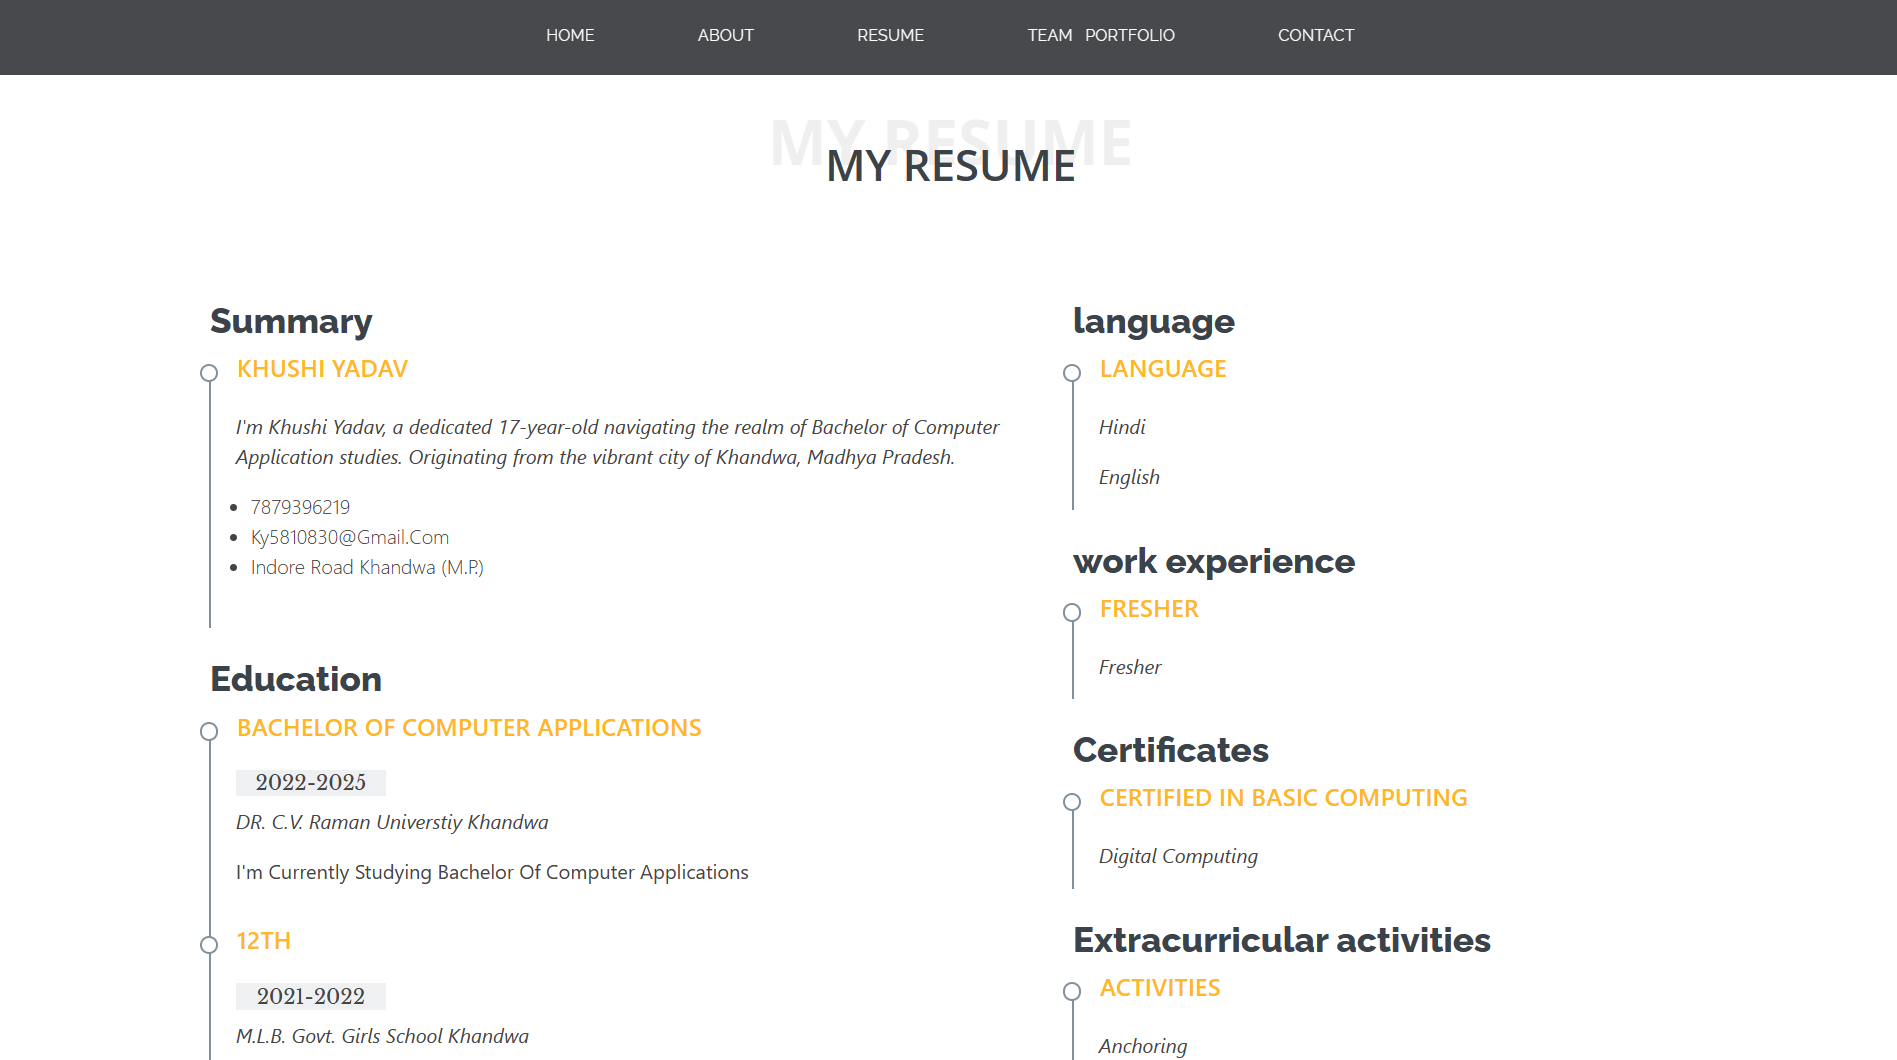 HOME ABOUT RESUME TEAM PORTFOLIO CONTACT
MY RESUME
MY RESUME
Summary
KHUSHI YADAV
I'm Khushi Yadav, a dedicated 17-year-old navigating the realm of Bachelor of Computer
Application studies. Originating from the vibrant city of Khandwa, Madhya Pradesh.
7879396219
Ky5810830@Gmail.Com
Indore Road Khandwa (M.P.)
Education
BACHELOR OF COMPUTER APPLICATIONS
2022-2025
DR. C.V. Raman Universtiy Khandwa
I'm Currently Studying Bachelor Of Computer Applications
12TH
2021-2022
M.L.B. Govt. Girls School Khandwa
language
LANGUAGE
Hindi
English
work experience
FRESHER
Fresher
Certificates
CERTIFIED IN BASIC COMPUTING
Digital Computing
Extracurricular activities
ACTIVITIES
Anchoring